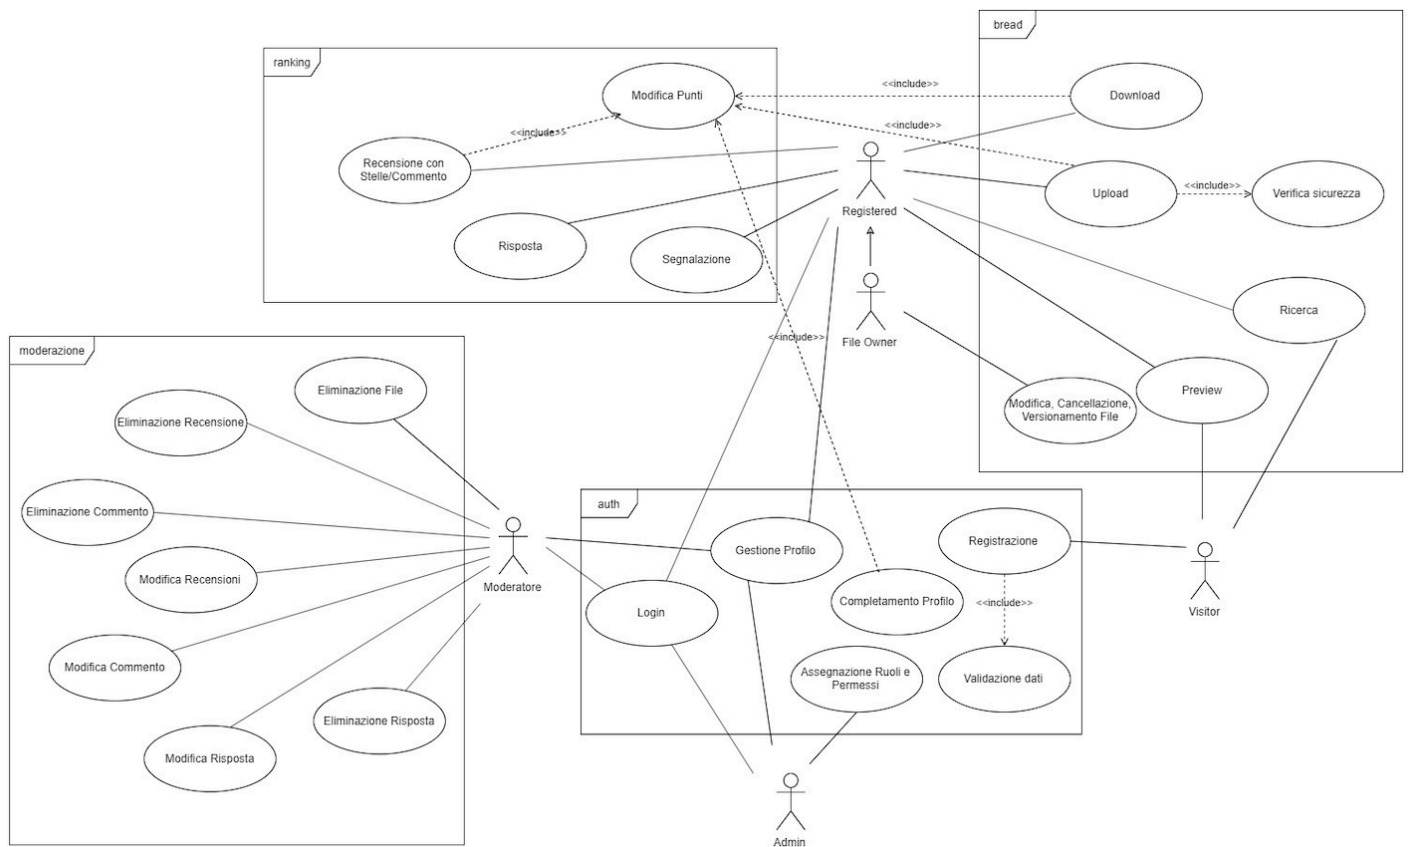 bread
ranking
Modifica Punti
<<include>>
Download
<<include>>
<<include>>
Recensione con
Stelle/Commento
Registered
Upload
<<include>>
Verifica sicurezza
Risposta
Segnalazione
Ricerca
<<include>>
File Owner
moderazione
Eliminazione File
Eliminazione Recensione
Modifica, Cancellazione,
Versionamento File
Preview
auth
Eliminazione Commento
Modifica Recensioni
Moderatore
Gestione Profilo
Registrazione
Login
Completamento Profilo
<<include>>
Visitor
Modifica Commento
Assegnazione Ruoli e
Permessi
Validazione dati
Eliminazione Risposta
Modifica Risposta
Admin